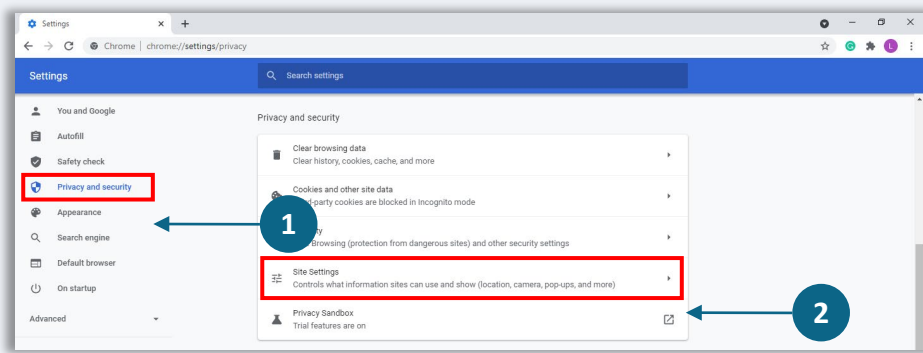 Settings
Chrome | chrome://settings/privacy
L
Settings
Search settings
You and Google
Autofill
Safety check
Privacy and security
Appearance
Search engine
Default browser
On startup
Advanced
Privacy and security
Clear browsing data
Clear history, cookies, cache, and more
Cookies and other site data
party cookies are blocked in Incognito mode
Browsing (protection from dangerous sites) and other security settings
Site Settings
Controls what information sites can use and show (location, camera, pop-ups, and more)
Privacy Sandbox
Trial features are on
1
2